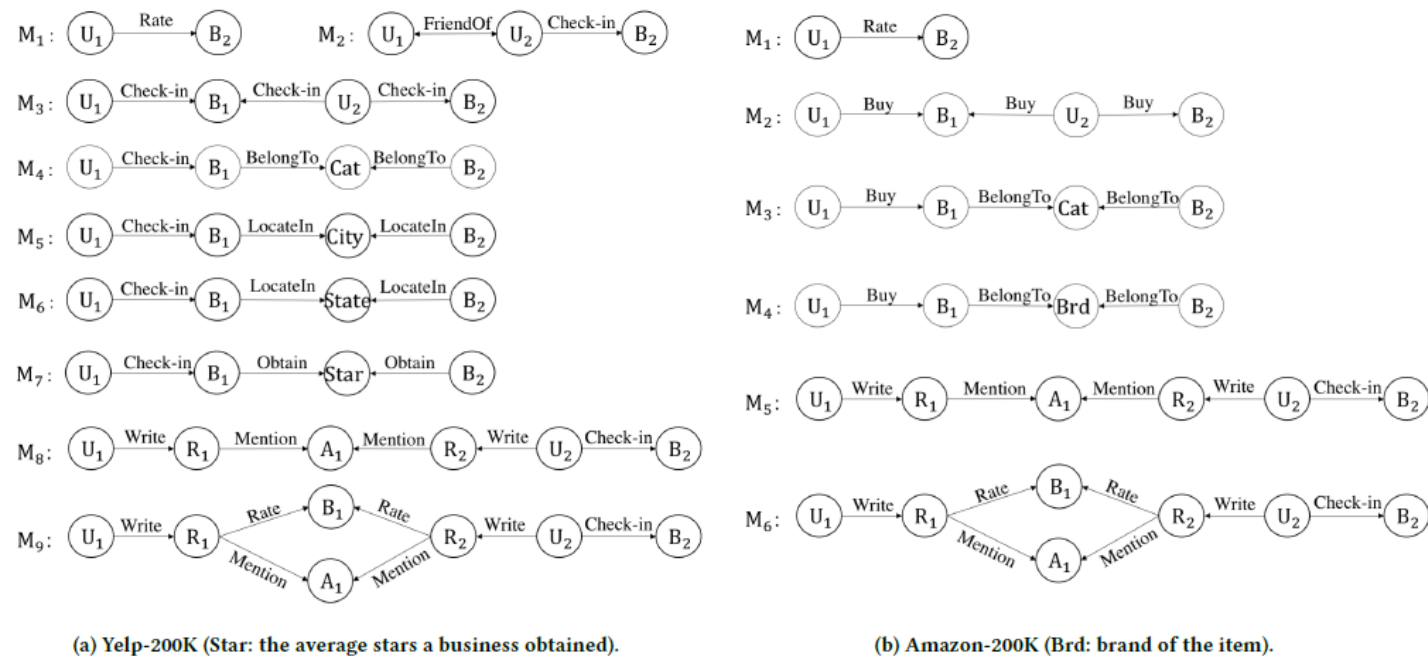 M1: U1 Rate B2 M2: U1 FriendOf U2 Check-in B2
M3: U1 Check-in B1 Check-in U2 Check-in B2
M4: U1 Check-in B1 BelongTo Cat BelongTo B2
M5: U1 Check-in B1 LocateIn City LocateIn B2
M6: U1 Check-in B1 LocateIn State LocateIn B2
M7: U1 Check-in B1 Obtain Star Obtain B2
M8: U1 Write R1 Mention A1 Mention R2 Write U2 Check-in B2
M9: U1 Write R1 Rate Mention B1 A1 Rate Mention R2 Write U2 Check-in B2
(a) Yelp-200K (Star: the average stars a business obtained).
M1: U1 Rate B2
M2: U1 Buy B1 Buy U2 Buy B2
M3: U1 Buy B1 BelongTo Cat BelongTo B2
M4: U1 Buy B1 BelongTo Brd BelongTo B2
M5: U1 Write R1 Mention A1 Mention R2 Write U2 Check-in B2
M6: U1 Write R1 Rate Mention B1 A1 Rate Mention R2 Write U2 Check-in B2
(b) Amazon-200K (Brd: brand of the item).